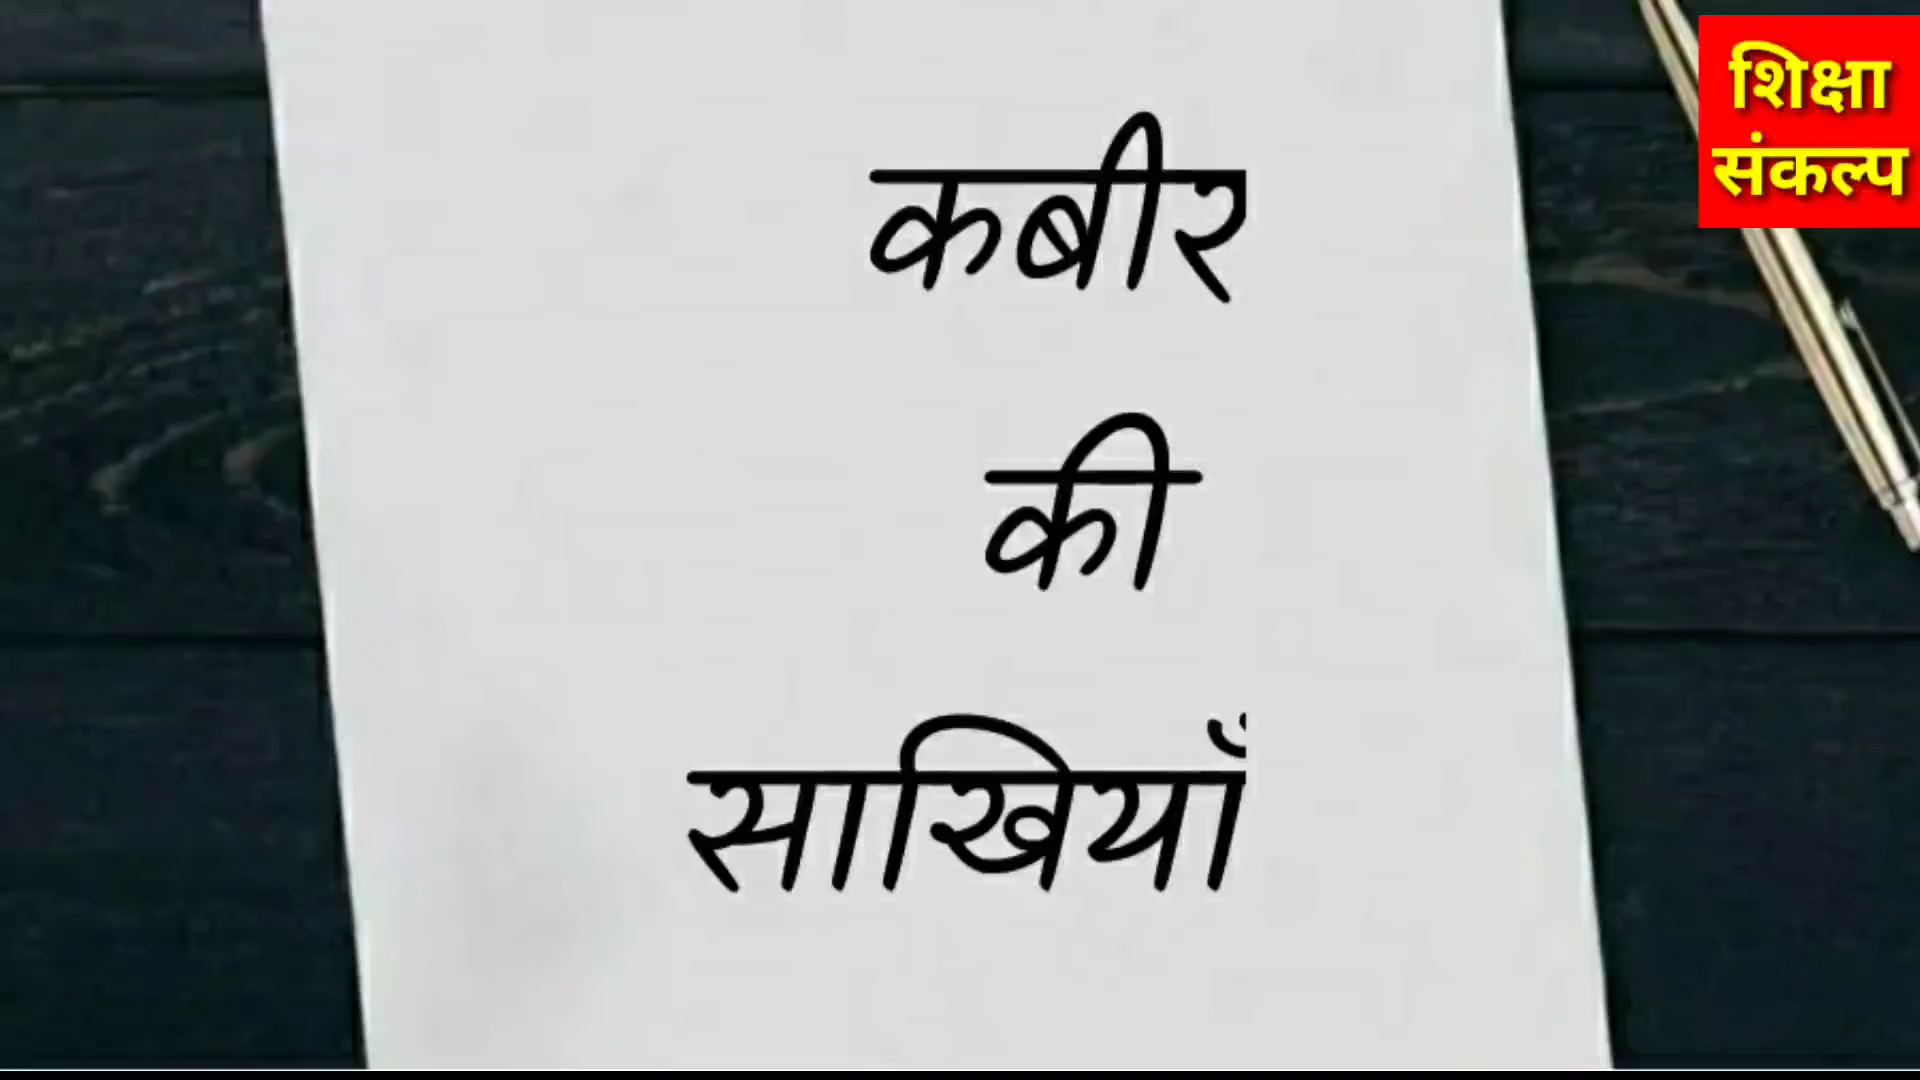 कबीर
की
साखियाँ
शिक्षा
संकल्प